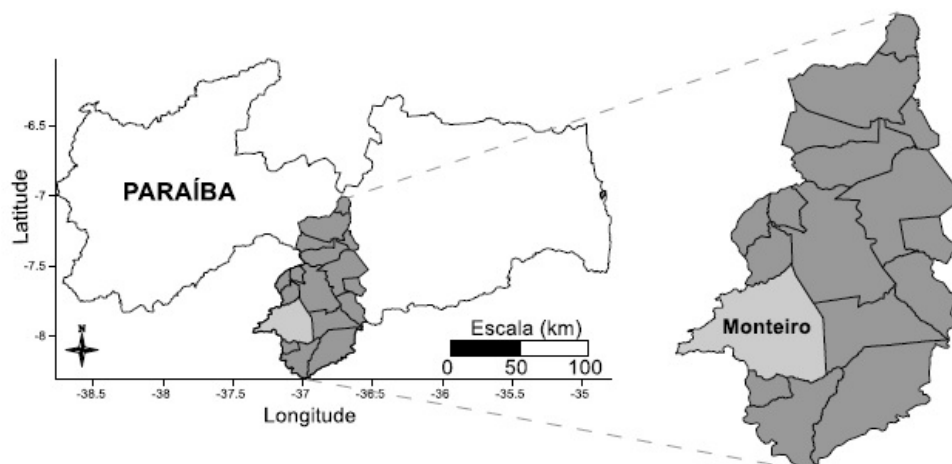 -6.5
-7
-7.5
-8
Latitude
PARAÍBA
N
Escala (km)
0 50 100
-38.5 -38 -37.5 -37 -36.5 -36 -35.5 -35
Longitude
Monteiro